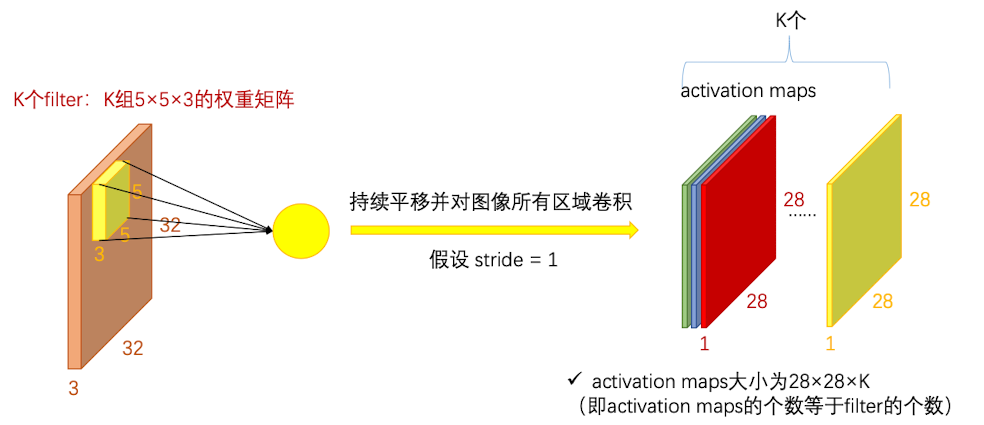 K个
activation maps
K个filter：K组5×5×3的权重矩阵
5
5
3
32
32
3
持续平移并对图像所有区域卷积
假设 stride = 1
28
28
1
……
28
28
1
✓ activation maps大小为28×28×K
（即activation maps的个数等于filter的个数）